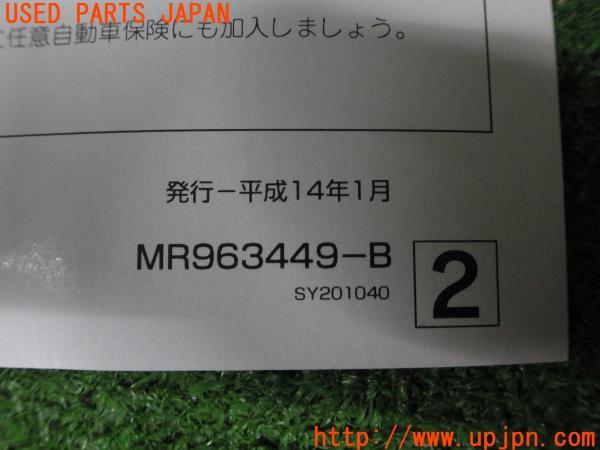 USED PARTS JAPAN
任意自動車保険にも加入しましょう。
発行－平成14年1月
MR963449－B
2
SY201040
http://www.upjpn.com